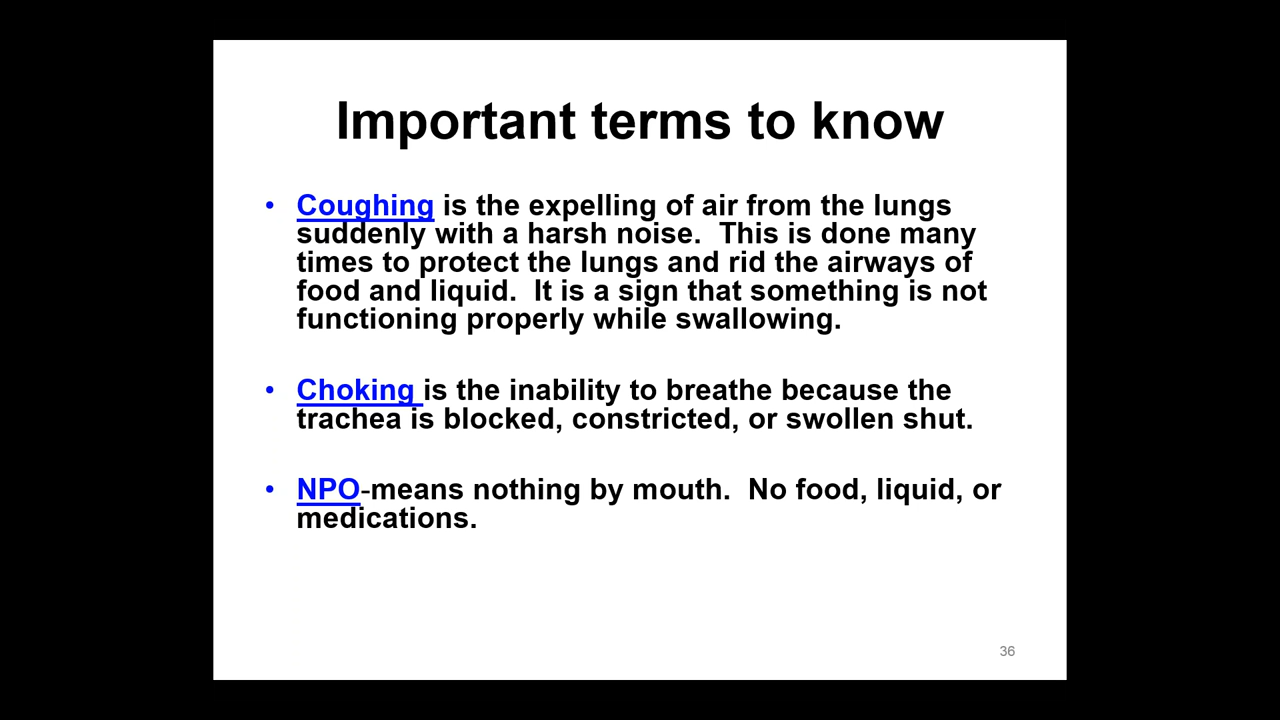 Important terms to know
• Coughing is the expelling of air from the lungs
suddenly with a harsh noise.  This is done many
times to protect the lungs and rid the airways of
food and liquid.  It is a sign that something is not
functioning properly while swallowing.
• Choking is the inability to breathe because the
trachea is blocked, constricted, or swollen shut.
• NPO-means nothing by mouth.  No food, liquid, or
medications.
36